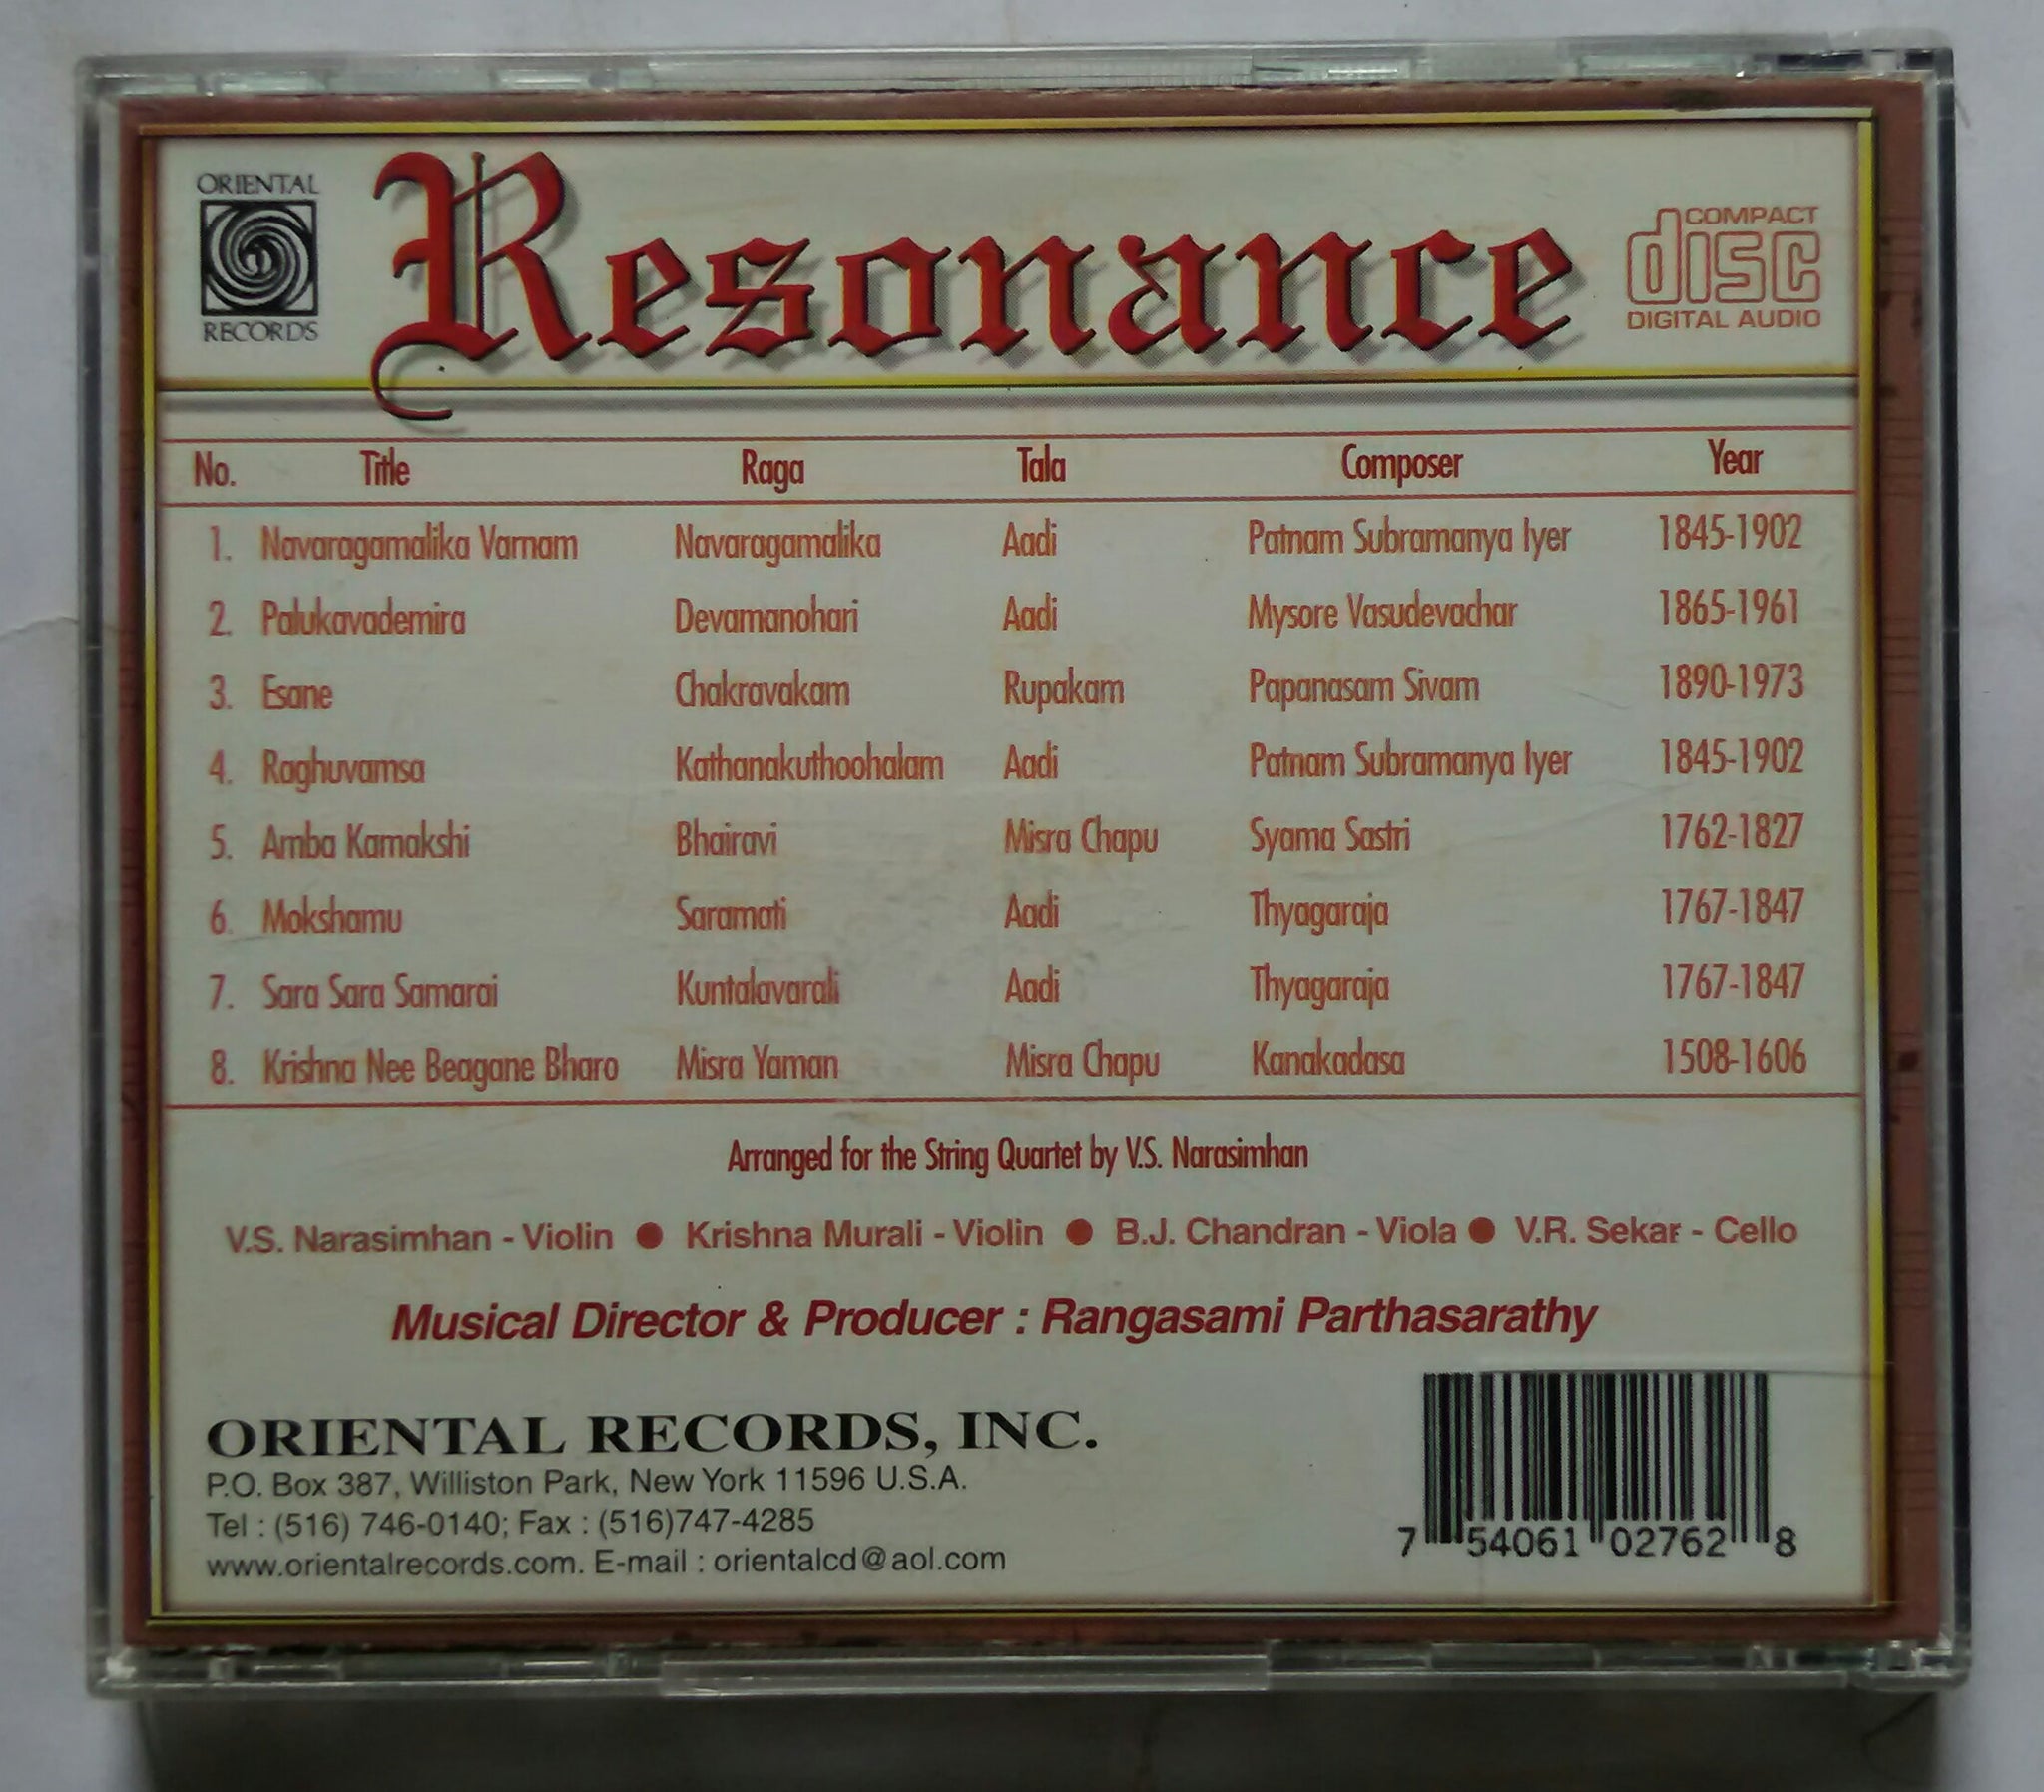 ORIENTAL
RECORDS
Resonance
COMPACT
disc
DIGITAL AUDIO
No. Title Raga Tala Composer Year
1. Navaragamalika Varnam Navaragamalika Aadi Patnam Subramanya Iyer 1845-1902
2. Palukavademira Devamanohari Aadi Mysore Vasudevachar 1865-1961
3. Esane Chakravakam Rupakam Papanasam Sivam 1890-1973
4. Raghuvamsa Kathanakuthoohalam Aadi Patnam Subramanya Iyer 1845-1902
5. Amba Kamakshi Bhairavi Misra Chapu Syama Sastri 1762-1827
6. Mokshamu Saramati Aadi Thyagaraja 1767-1847
7. Sara Sara Samarai Kuntalavarali Aadi Thyagaraja 1767-1847
8. Krishna Nee Beagane Bharo Misra Yaman Misra Chapu Kanakadasa 1508-1606
Arranged for the String Quartet by V.S. Narasimhan
V.S. Narasimhan - Violin ● Krishna Murali - Violin ● B.J. Chandran - Viola ● V.R. Sekar - Cello
Musical Director & Producer : Rangasami Parthasarathy
ORIENTAL RECORDS, INC.
P.O. Box 387, Williston Park, New York 11596 U.S.A.
Tel : (516) 746-0140; Fax : (516)747-4285
www.orientalrecords.com. E-mail : orientalcd@aol.com
7 54061 02762 8